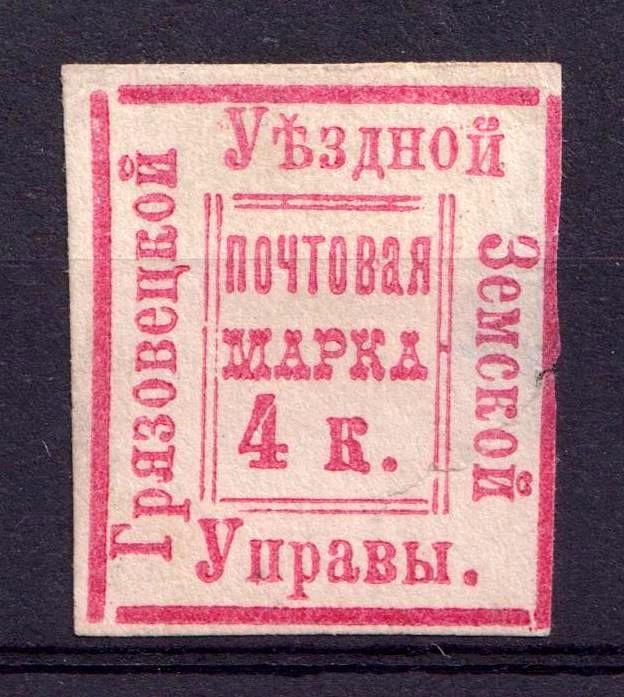 Грязовецкой
Уѣздной
Земской
Управы.
ПОЧТОВАЯ
МАРКА
4 к.